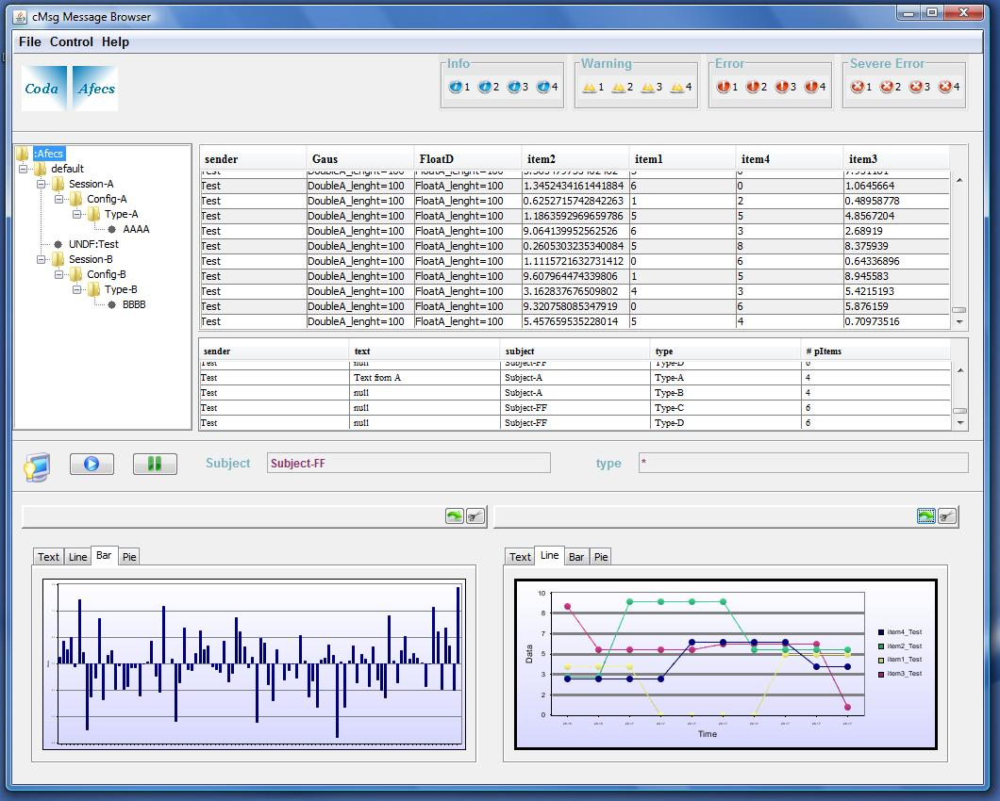 cMsg Message Browser
File Control Help
Coda Afecs
Info Warning Error Severe Error
1 2 3 4 1 2 3 4 1 2 3 4 1 2 3 4
:Afecs
default
Session-A
Config-A
Type-A
AAAA
UNDF:Test
Session-B
Config-B
Type-B
BBBB
sender Gaus FloatD item2 item1 item4 item3
Test DoubleA_lenght=100 FloatA_lenght=100
Test DoubleA_lenght=100 FloatA_lenght=100 1.3452434161441884 6 0 1.0645664
Test DoubleA_lenght=100 FloatA_lenght=100 0.6252715742842263 1 2 0.48958778
Test DoubleA_lenght=100 FloatA_lenght=100 1.1863592969659786 5 5 4.8567204
Test DoubleA_lenght=100 FloatA_lenght=100 9.064139952562526 6 3 2.68919
Test DoubleA_lenght=100 FloatA_lenght=100 0.2605303235340084 5 8 8.375939
Test DoubleA_lenght=100 FloatA_lenght=100 1.1115721632731412 0 6 0.64336896
Test DoubleA_lenght=100 FloatA_lenght=100 9.607964474339806 1 5 8.945583
Test DoubleA_lenght=100 FloatA_lenght=100 3.162837676509802 4 3 5.4215193
Test DoubleA_lenght=100 FloatA_lenght=100 9.320758085347919 0 6 5.876159
Test DoubleA_lenght=100 FloatA_lenght=100 5.457659535228014 5 4 0.70973516
sender text subject type # pItems
Test null Subject-FF Type-D 6
Test Text from A Subject-A Type-A 4
Test null Subject-A Type-B 4
Test null Subject-FF Type-C 6
Test null Subject-FF Type-D 6
Subject Subject-FF type *
Text Line Bar Pie
Text Line Bar Pie
10
8
7
5
3
2
0
Data
Time
item4_Test
item2_Test
item1_Test
item3_Test